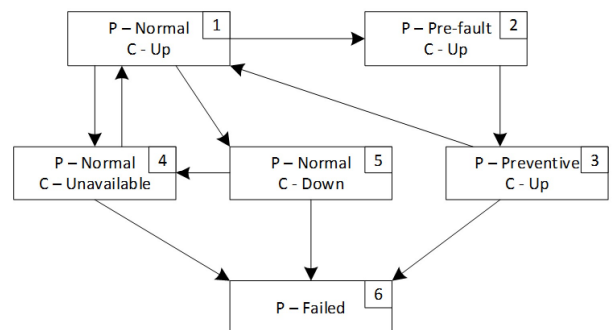 P – Normal 1
C - Up
P – Pre-fault 2
C - Up
P – Normal 4
C – Unavailable
P – Normal 5
C - Down
P – Preventive 3
C - Up
P – Failed 6